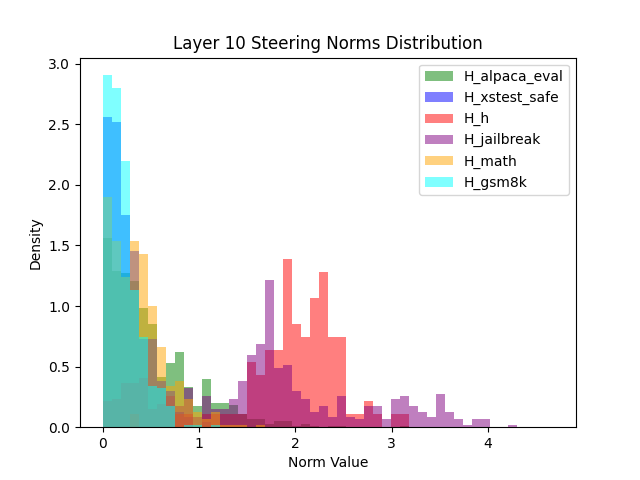 Layer 10 Steering Norms Distribution
3.0
2.5
2.0
1.5
1.0
0.5
0.0
Density
H_alpaca_eval
H_xstest_safe
H_h
H_jailbreak
H_math
H_gsm8k
0 1 2 3 4
Norm Value